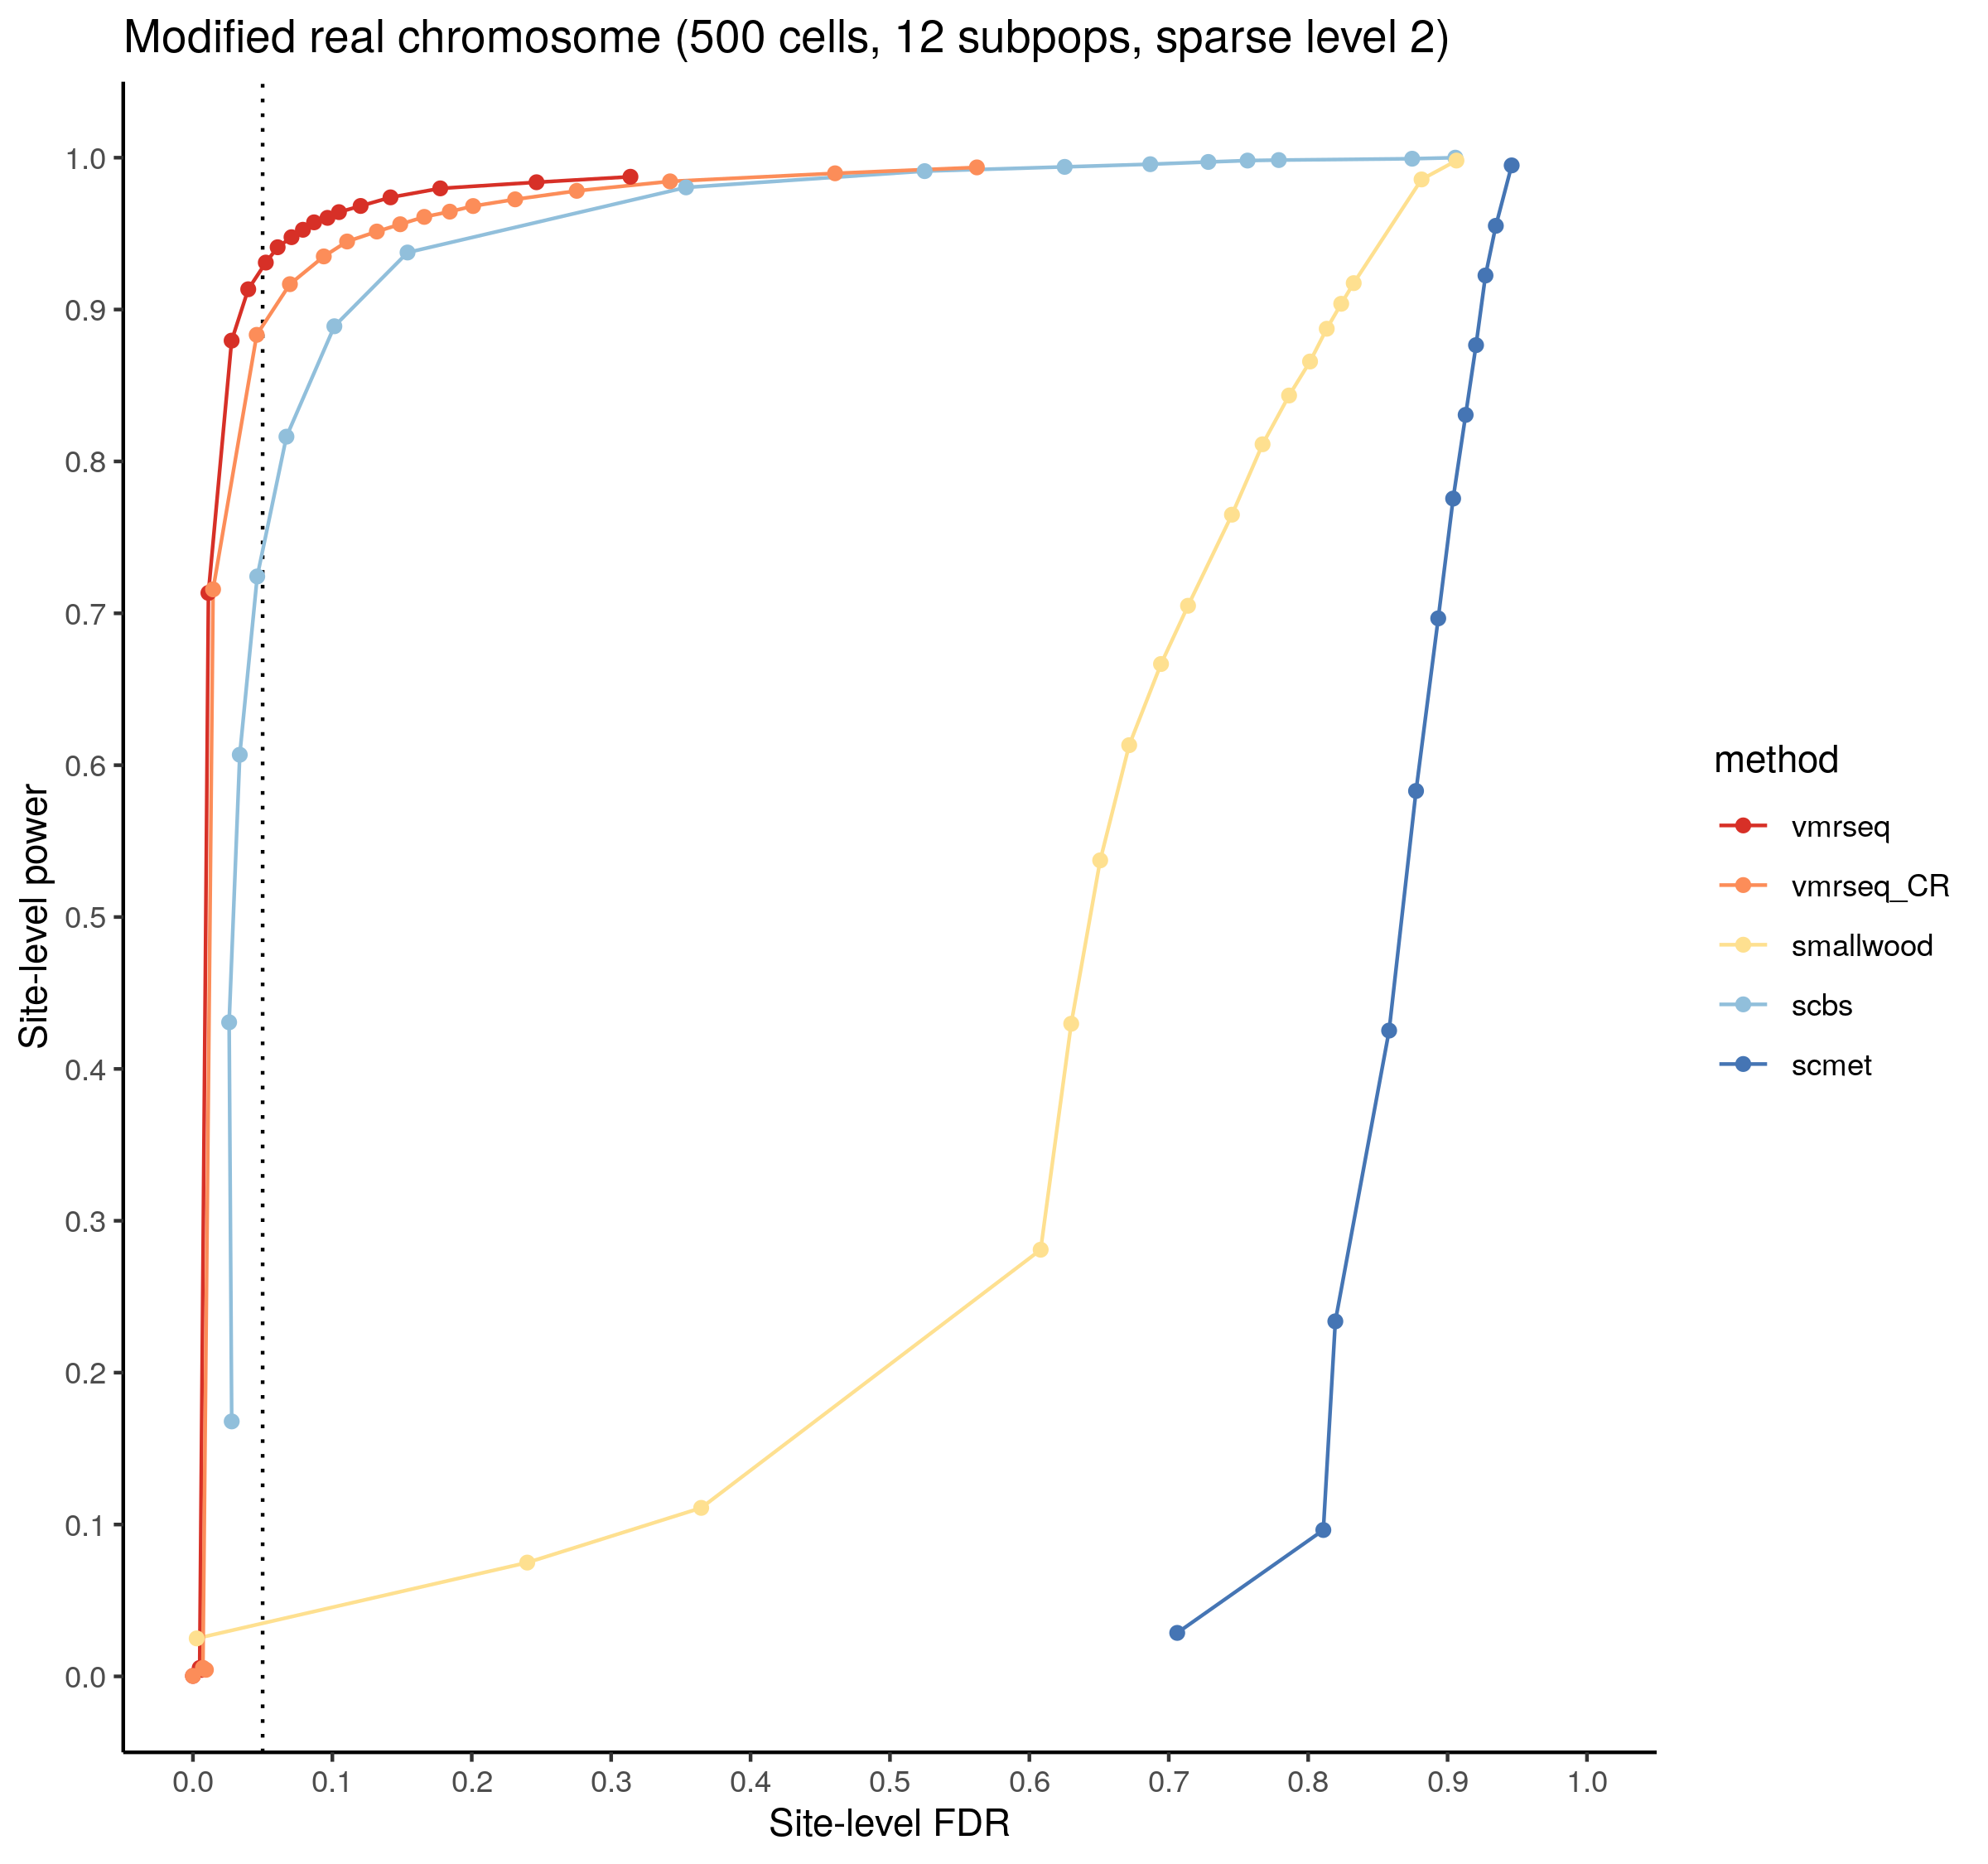 Modified real chromosome (500 cells, 12 subpops, sparse level 2)
Site-level power
1.0
0.9
0.8
0.7
0.6
0.5
0.4
0.3
0.2
0.1
0.0
0.0 0.1 0.2 0.3 0.4 0.5 0.6 0.7 0.8 0.9 1.0
Site-level FDR
method
vmrseq
vmrseq_CR
smallwood
scbs
scmet